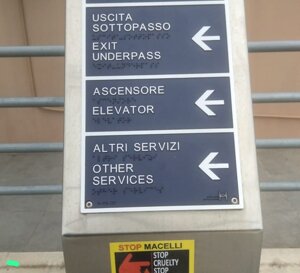 USCITA
SOTTOPASSO
EXIT
UNDERPASS
ASCENSORE
ELEVATOR
ALTRI SERVIZI
OTHER
SERVICES
STOP MACELLI
STOP
CRUELTY
STOP